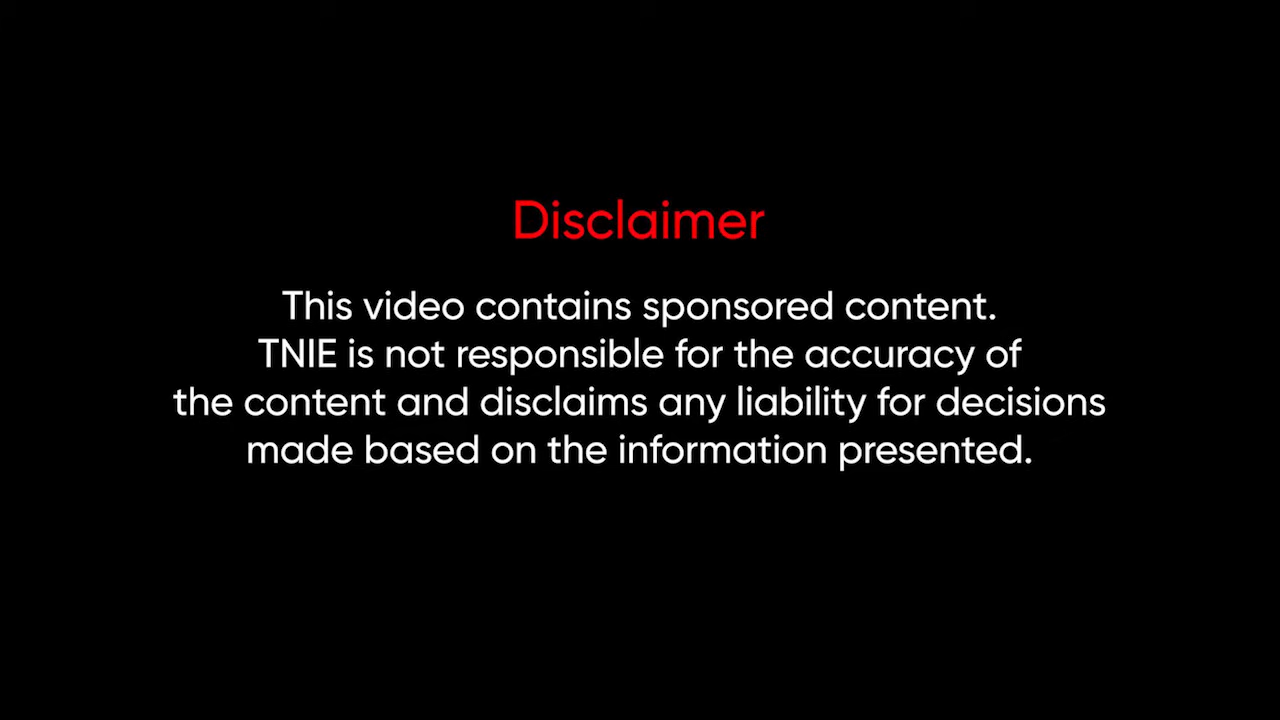 Disclaimer
This video contains sponsored content.
TNIE is not responsible for the accuracy of
the content and disclaims any liability for decisions
made based on the information presented.